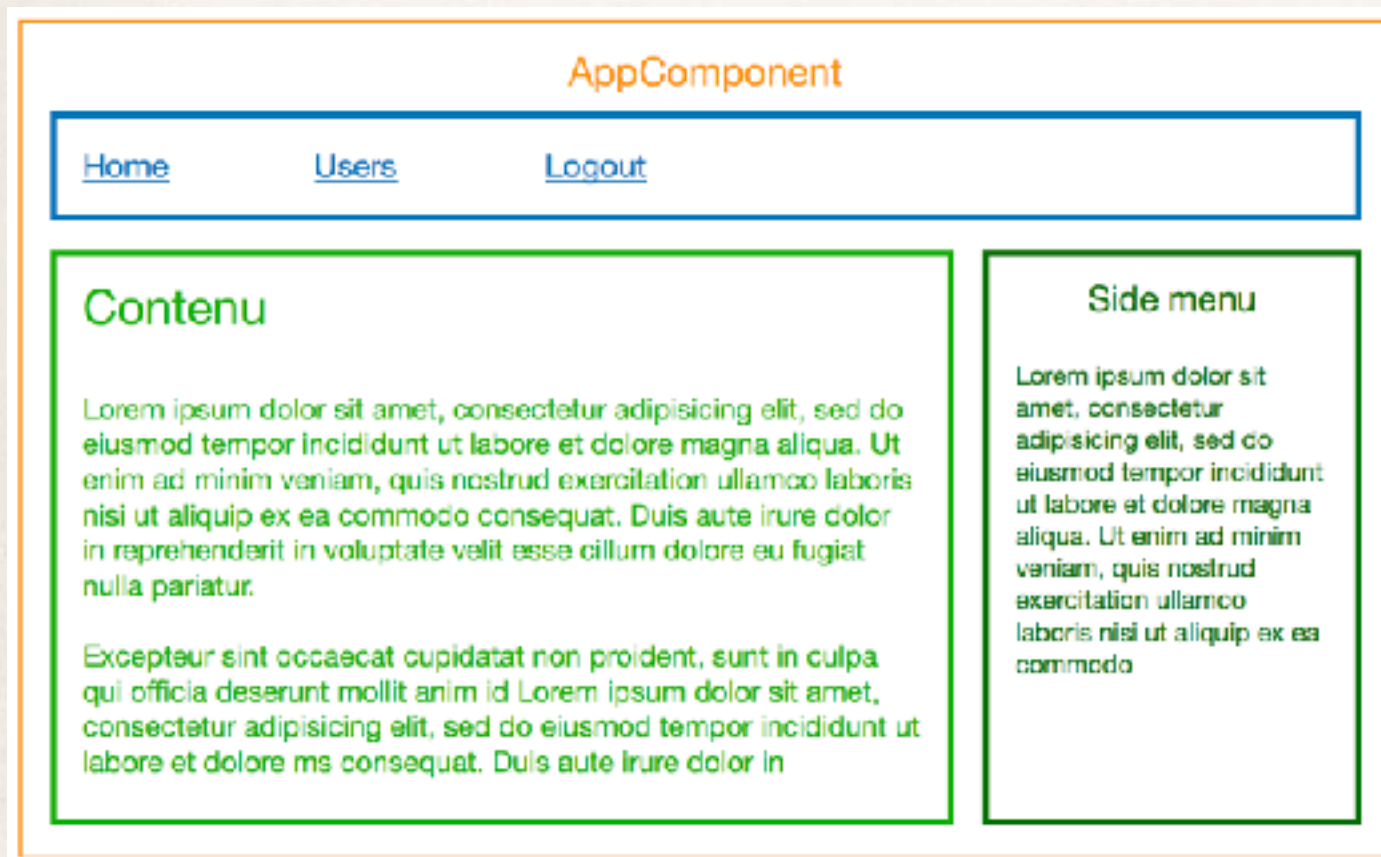 AppComponent
Home Users Logout
Contenu
Lorem ipsum dolor sit amet, consectetur adipisicing elit, sed do
eiusmod tempor incididunt ut labore et dolore magna aliqua. Ut
enim ad minim veniam, quis nostrud exercitation ullamco laboris
nisi ut aliquip ex ea commodo consequat. Duis aute irure dolor
in reprehenderit in voluptate velit esse cillum dolore eu fugiat
nulla pariatur.
Excepteur sint occaecat cupidatat non proident, sunt in culpa
qui officia deserunt mollit anim id Lorem ipsum dolor sit amet,
consectetur adipisicing elit, sed do eiusmod tempor incididunt ut
labore et dolore ms consequat. Duis aute irure dolor in
Side menu
Lorem ipsum dolor sit
amet, consectetur
adipisicing elit, sed do
eiusmod tempor incididunt
ut labore et dolore magna
aliqua. Ut enim ad minim
veniam, quis nostrud
exercitation ullamco
laboris nisi ut aliquip ex ea
commodo